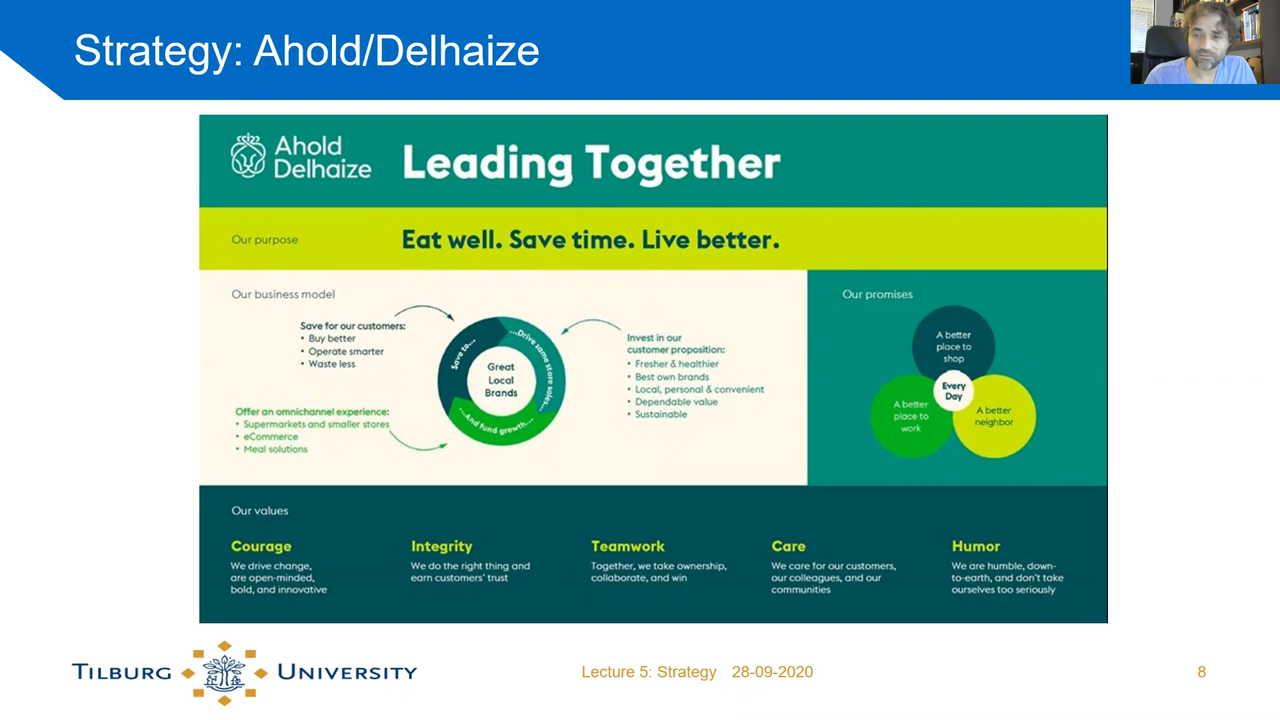 Strategy: Ahold/Delhaize
Ahold
Delhaize
Leading Together
Our purpose
Eat well. Save time. Live better.
Our business model
Save for our customers:
• Buy better
• Operate smarter
• Waste less
Offer an omnichannel experience:
• Supermarkets and smaller stores
• eCommerce
• Meal solutions
Save to...
...Drive same store sales...
...And fund growth...
Great
Local
Brands
Invest in our
customer proposition:
• Fresher & healthier
• Best own brands
• Local, personal & convenient
• Dependable value
• Sustainable
Our promises
A better
place to
shop
Every
Day
A better
place to
work
A better
neighbor
Our values
Courage
We drive change,
are open-minded,
bold, and innovative
Integrity
We do the right thing and
earn customers' trust
Teamwork
Together, we take ownership,
collaborate, and win
Care
We care for our customers,
our colleagues, and our
communities
Humor
We are humble, down-
to-earth, and don't take
ourselves too seriously
TILBURG UNIVERSITY
Lecture 5: Strategy 28-09-2020
8